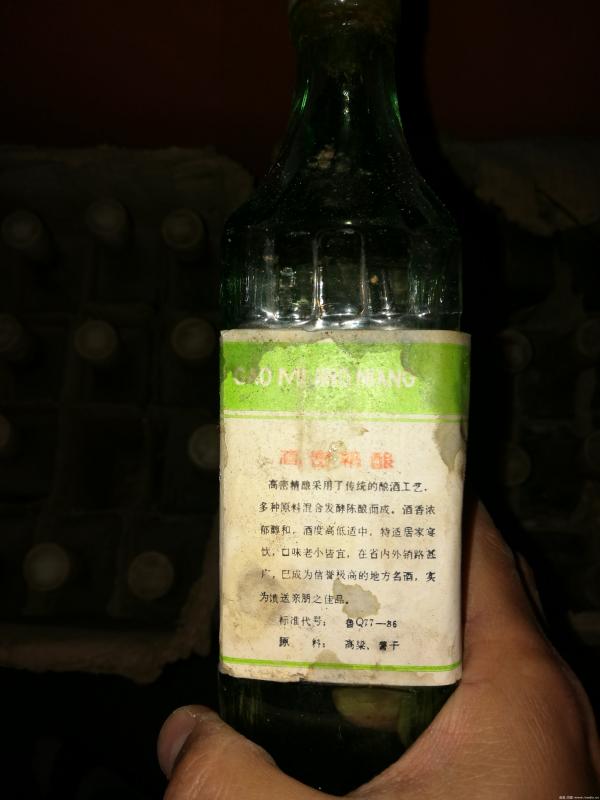 GAO MI JING NIANG
高密精酿
高密精酿采用了传统的酿酒工艺,
多种原料混合发酵陈酿而成。酒香浓
郁醇和, 酒度高低适中, 特适居家宴
饮, 口味老小皆宜, 在省内外销路甚
广, 已成为信誉极高的地方名酒, 实
为馈送亲朋之佳品。
标准代号: 鲁Q77—86
原 料: 高梁、薯干